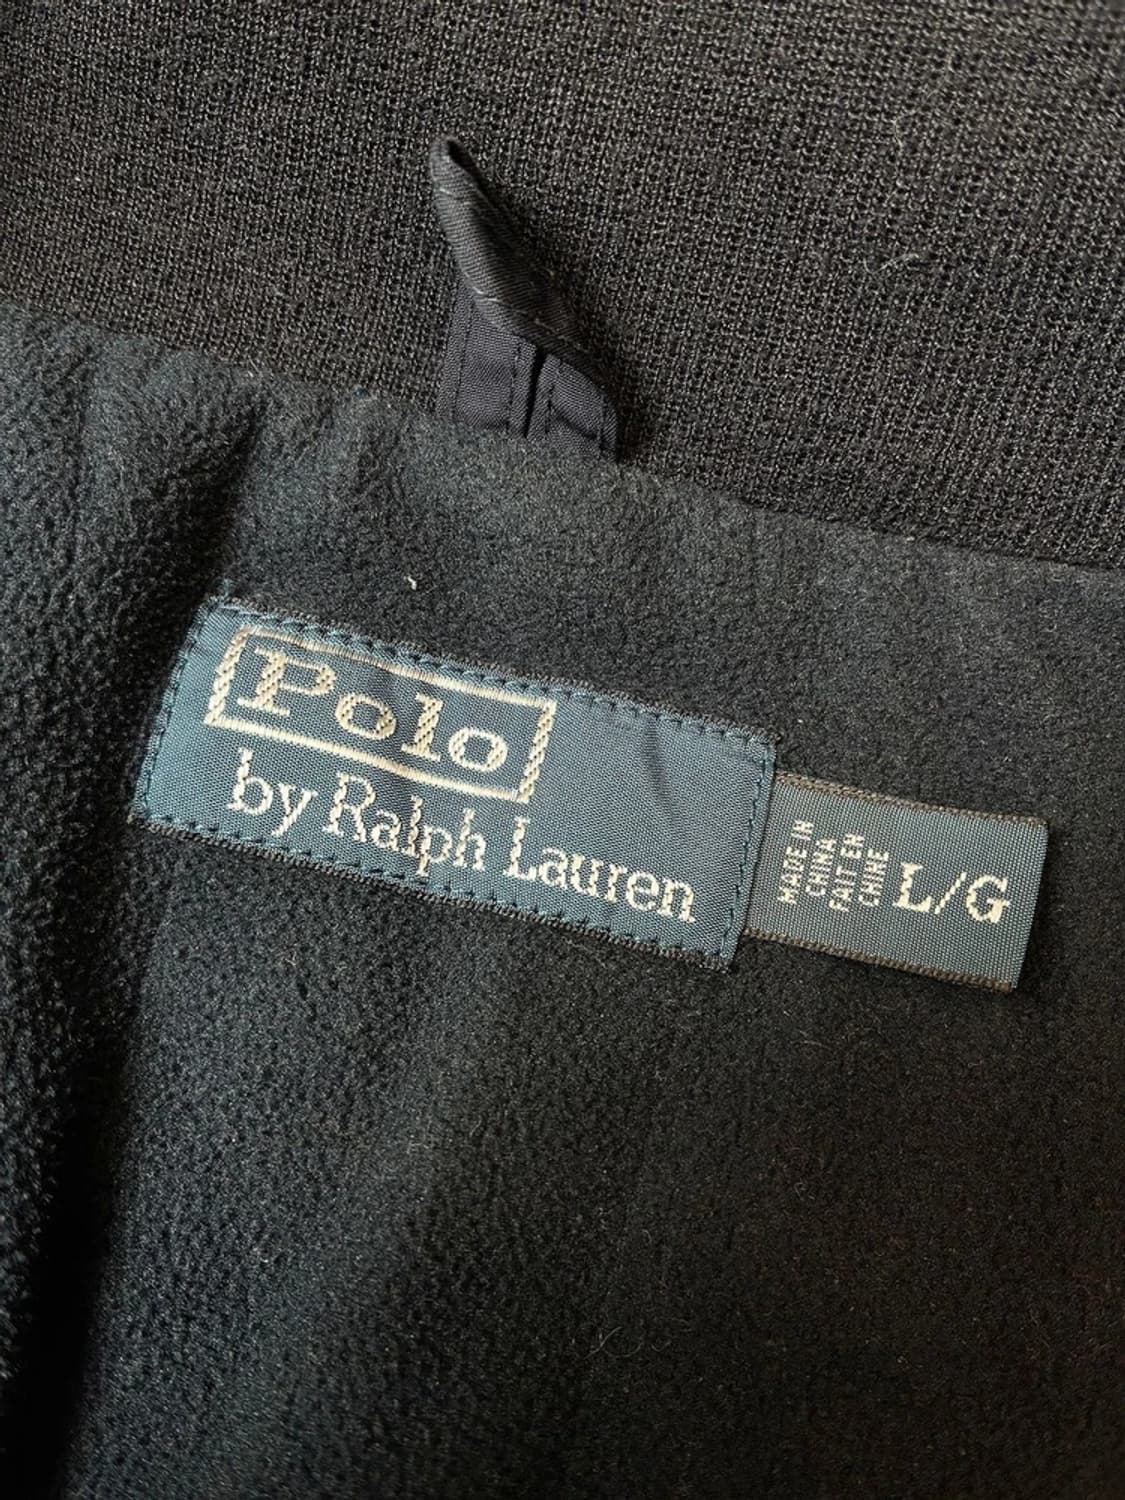 Polo
by Ralph Lauren
MADE IN
CHINA
FAIT EN
CHINE
L/G